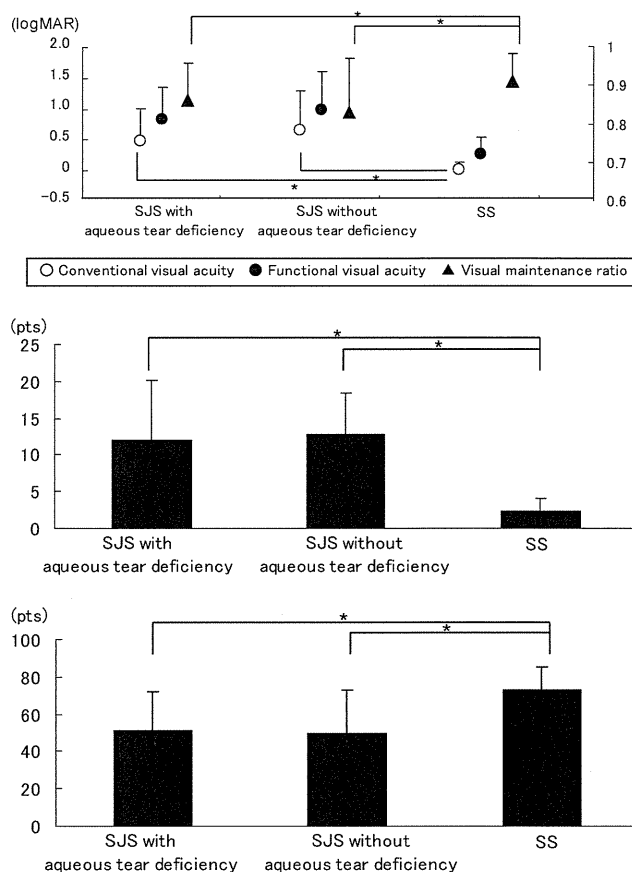 (logMAR)
2.0
1.5
1.0
0.5
0
-0.5
1
0.9
0.8
0.7
0.6
*
*
*
*
SJS with
aqueous tear deficiency
SJS without
aqueous tear deficiency
SS
○ Conventional visual acuity ● Functional visual acuity ▲ Visual maintenance ratio
(pts)
25
20
15
10
5
0
*
*
SJS with
aqueous tear deficiency
SJS without
aqueous tear deficiency
SS
(pts)
100
80
60
40
20
0
*
*
SJS with
aqueous tear deficiency
SJS without
aqueous tear deficiency
SS